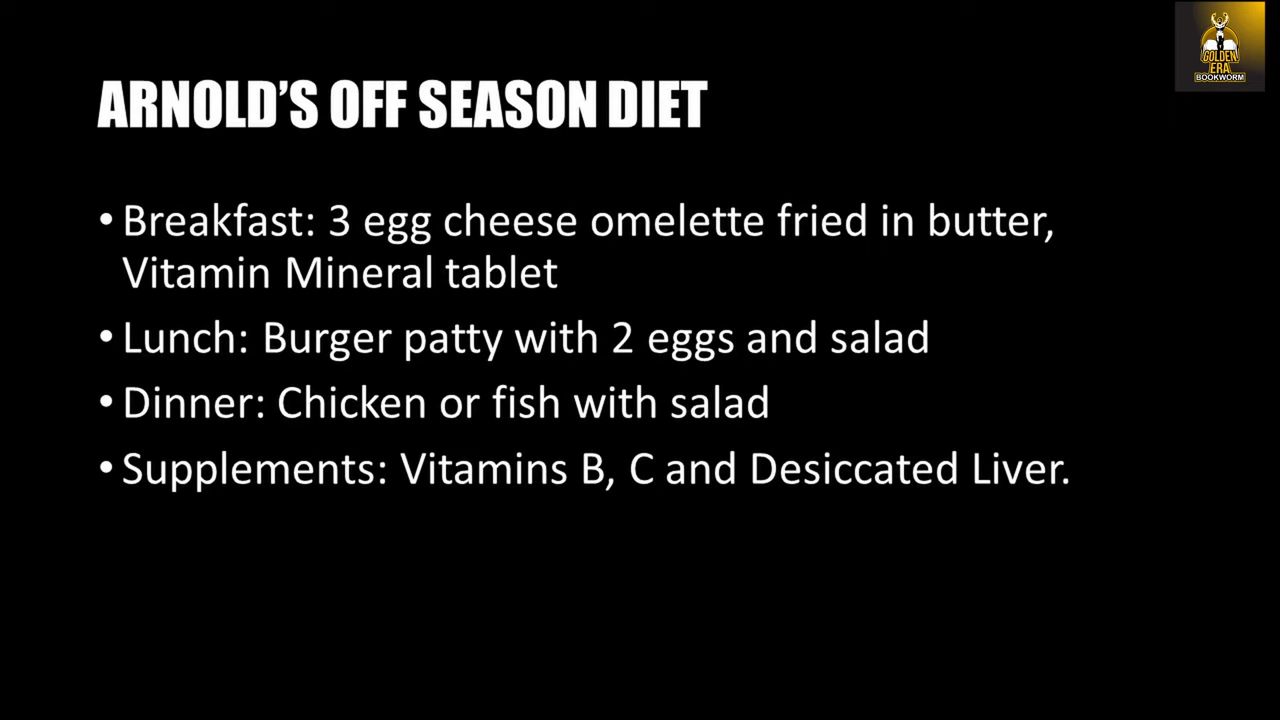 GOLDEN
ERA
BOOKWORM
ARNOLD'S OFF SEASON DIET
• Breakfast: 3 egg cheese omelette fried in butter,
Vitamin Mineral tablet
• Lunch: Burger patty with 2 eggs and salad
• Dinner: Chicken or fish with salad
• Supplements: Vitamins B, C and Desiccated Liver.